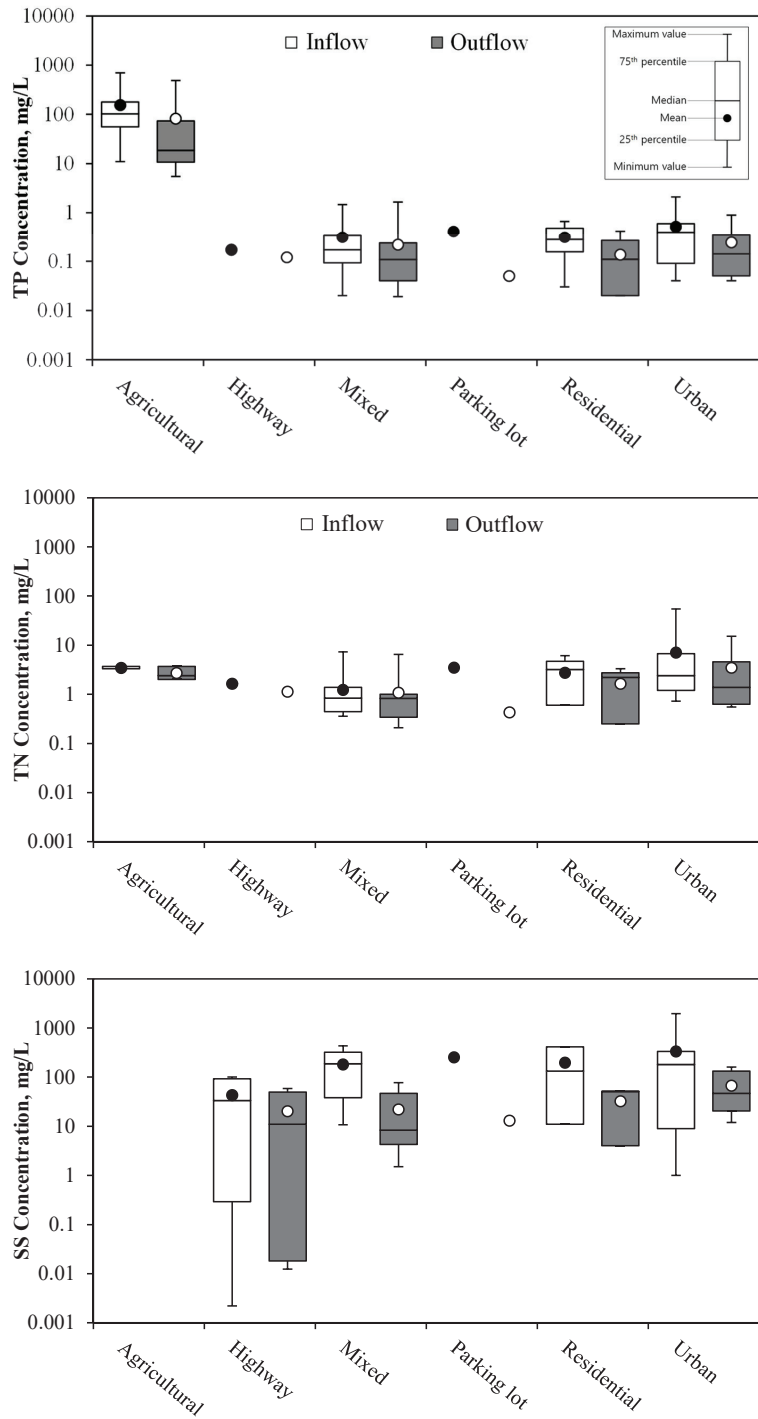 10000
1000
100
10
1
0.1
0.01
0.001
TP Concentration, mg/L
Inflow Outflow
Maximum value
75th percentile
Median
Mean
25th percentile
Minimum value
Agricultural
Highway
Mixed
Parking lot
Residential
Urban
10000
1000
100
10
1
0.1
0.01
0.001
TN Concentration, mg/L
Inflow Outflow
Agricultural
Highway
Mixed
Parking lot
Residential
Urban
10000
1000
100
10
1
0.1
0.01
0.001
SS Concentration, mg/L
Agricultural
Highway
Mixed
Parking lot
Residential
Urban